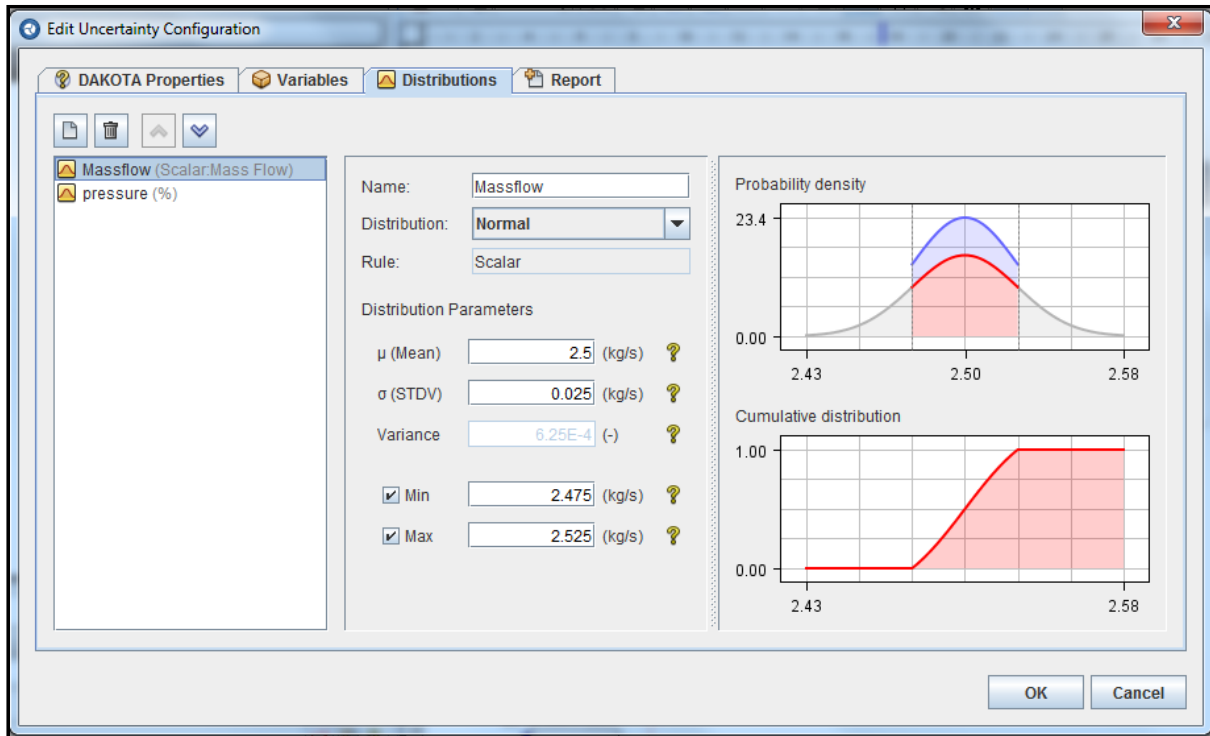 Edit Uncertainty Configuration
DAKOTA Properties Variables Distributions Report
Massflow (Scalar:Mass Flow)
pressure (%)
Name: Massflow
Distribution: Normal
Rule: Scalar
Distribution Parameters
μ (Mean) 2.5 (kg/s)
σ (STDV) 0.025 (kg/s)
Variance 6.25E-4 (-)
Min 2.475 (kg/s)
Max 2.525 (kg/s)
Probability density
23.4
0.00
2.43 2.50 2.58
Cumulative distribution
1.00
0.00
2.43 2.58
OK Cancel